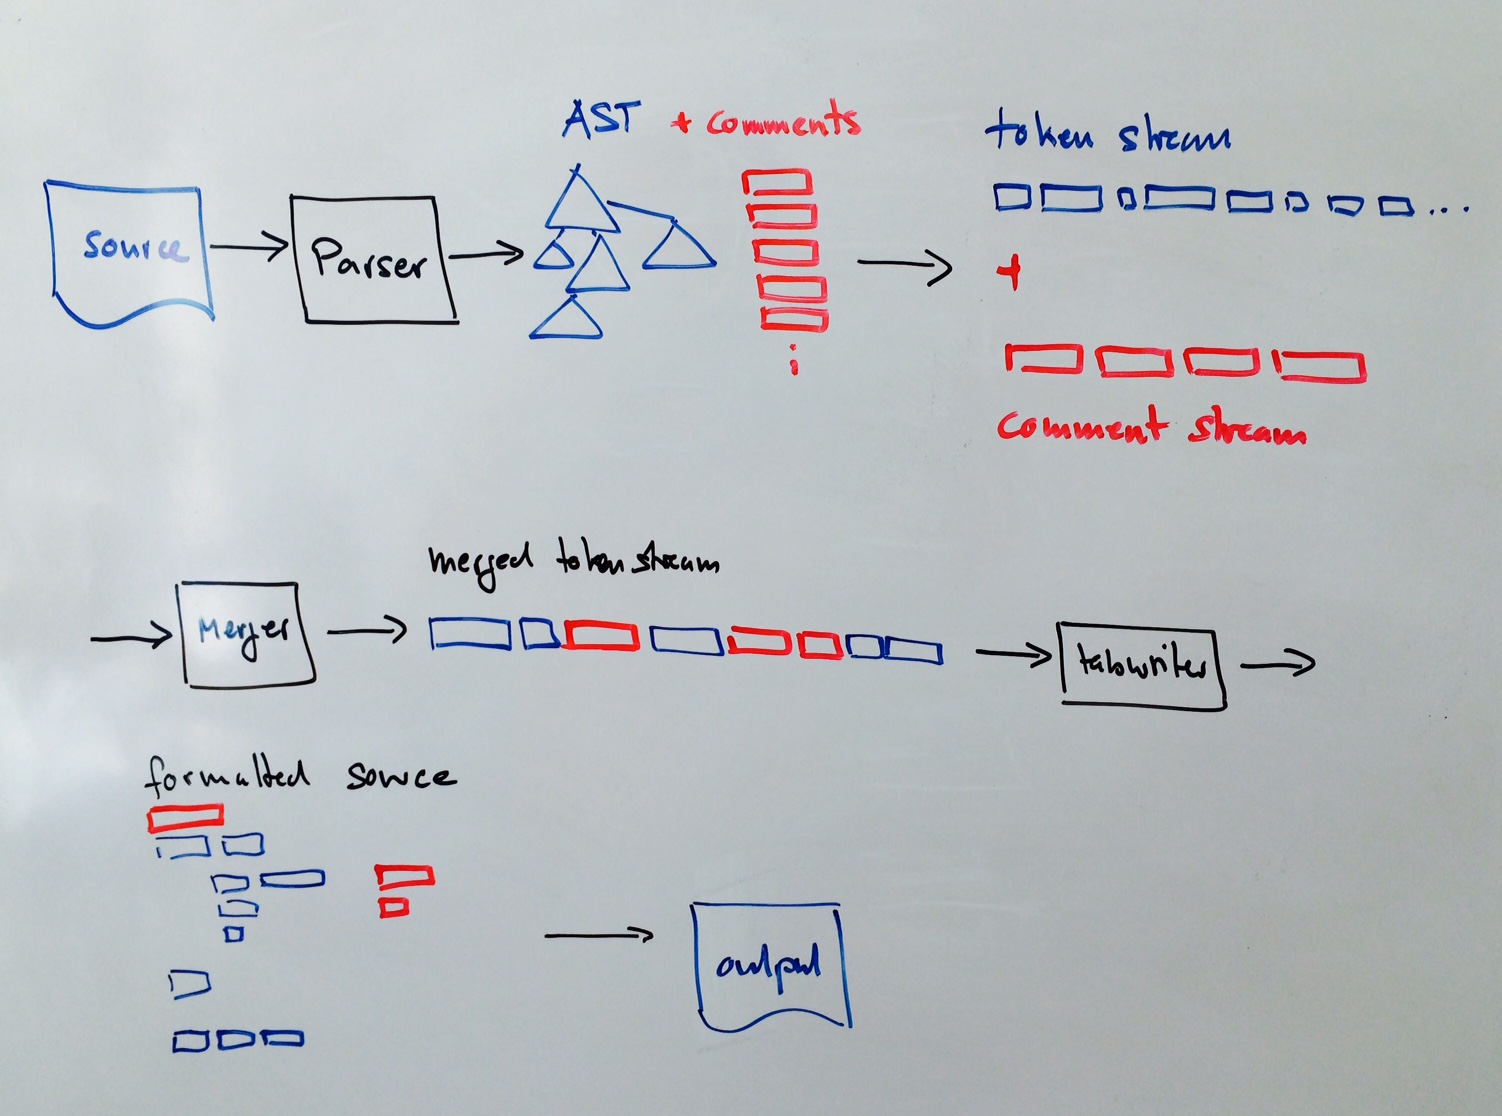 AST + comments
token stream
...
source
Parser
+
comment stream
merged token stream
Merger
tabwriter
formatted source
output